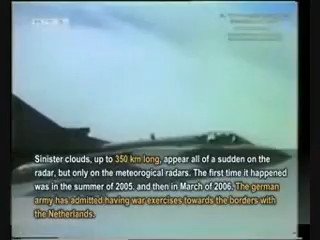 Sinister clouds, up to 350 km long, appear all of a sudden on the
radar, but only on the meteorogical radars. The first time it happened
was in the summer of 2005. and then in March of 2006. The german
army has admitted having war exercises towards the borders with
the Netherlands.